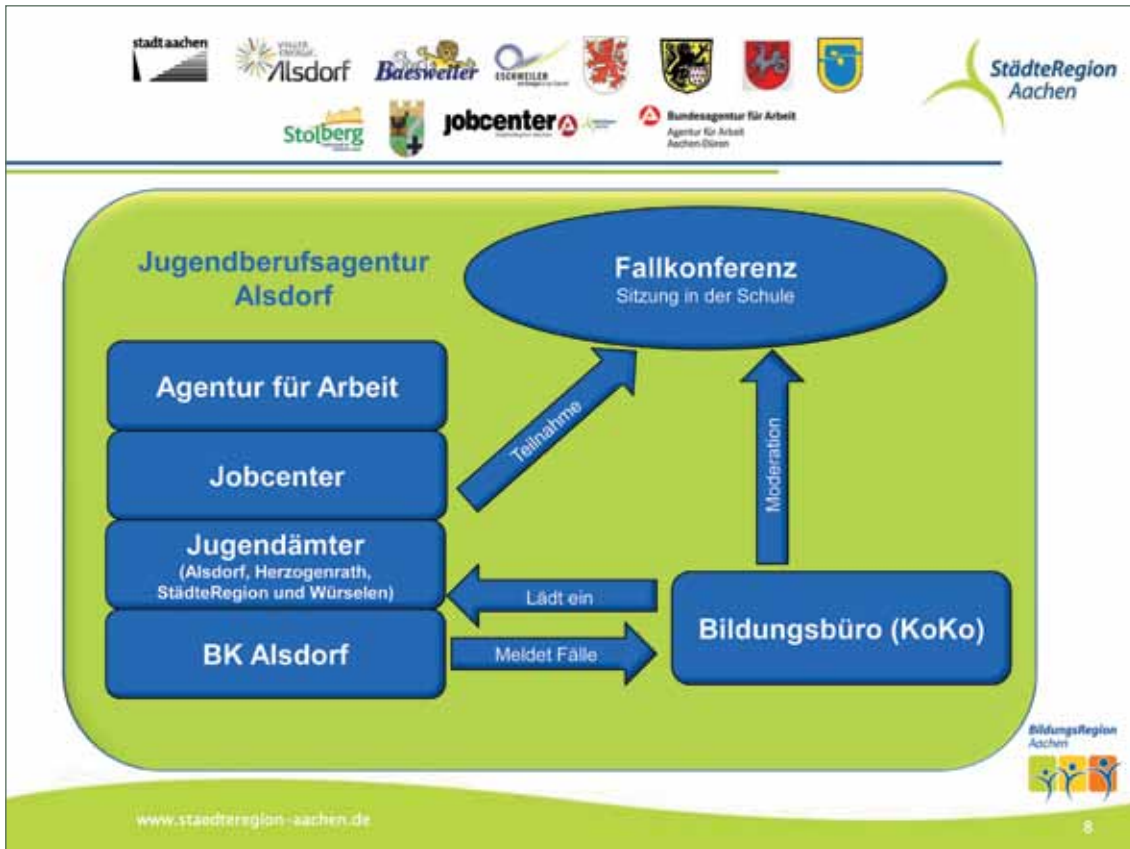 stadt aachen
Alsdorf
Baesweiler
ESCHWEILER
StädteRegion
Aachen
Stolberg
jobcenter
Bundesagentur für Arbeit
Agentur für Arbeit
Aachen-Düren
Jugendberufsagentur
Alsdorf
Fallkonferenz
Sitzung in der Schule
Agentur für Arbeit
Jobcenter
Jugendämter
(Alsdorf, Herzogenrath,
StädteRegion und Würselen)
BK Alsdorf
Teilnahme
Moderation
Lädt ein
Meldet Fälle
Bildungsbüro (KoKo)
BildungsRegion
Aachen
www.staedteregion-aachen.de
8